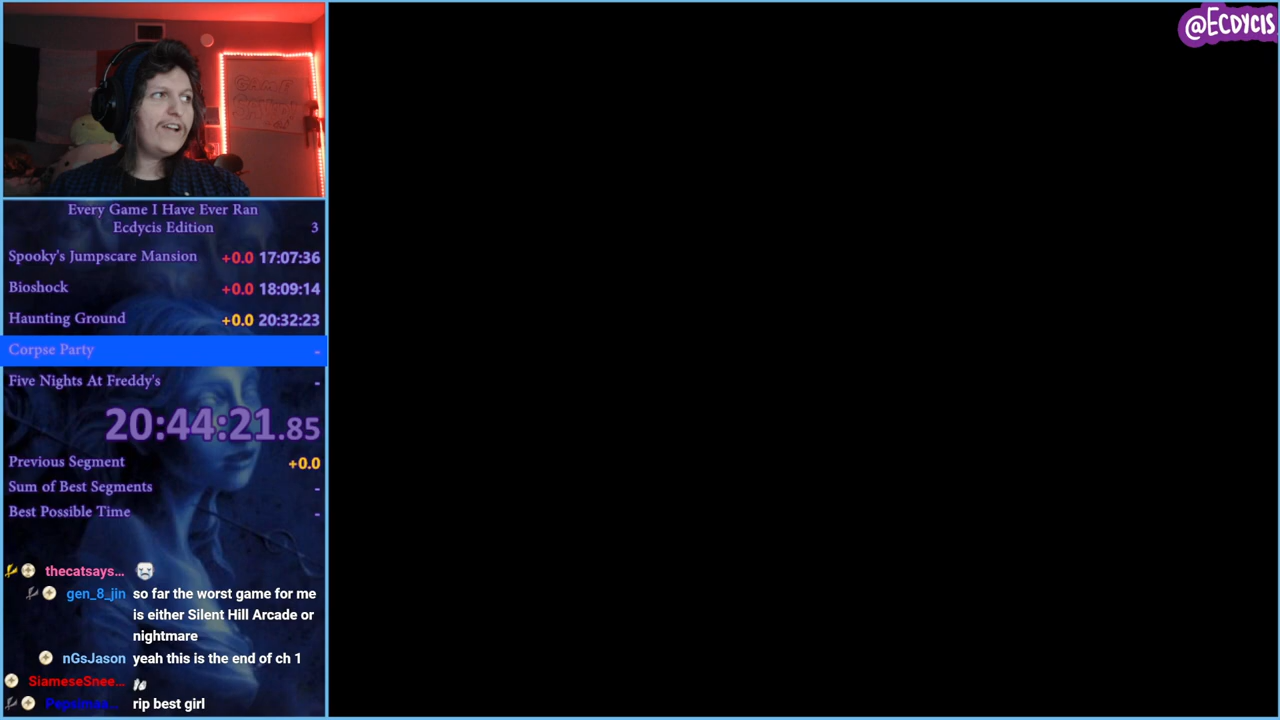 @ECDYCIS
GAME
Every Game I Have Ever Ran
Ecdycis Edition 3
Spooky's Jumpscare Mansion +0.0 17:07:36
Bioshock +0.0 18:09:14
Haunting Ground +0.0 20:32:23
Corpse Party -
Five Nights At Freddy's -
20:44:21.85
Previous Segment +0.0
Sum of Best Segments -
Best Possible Time -
thecatsays...
gen_8_jin so far the worst game for me
is either Silent Hill Arcade or
nightmare
nGsJason yeah this is the end of ch 1
SiameseSnee...
rip best girl